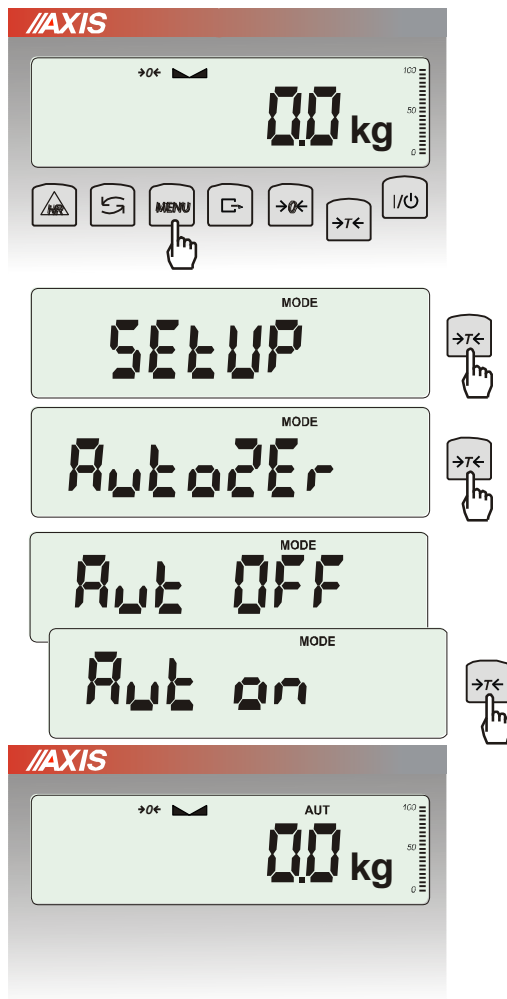 //AXIS
→0← 100
50
0.0 kg
0
HR MENU →0← →T← I/⏻
MODE
SEtUP →T←
MODE
AutoZEr →T←
MODE
Aut OFF
MODE
Aut on →T←
//AXIS
→0← AUT 100
50
0.0 kg
0